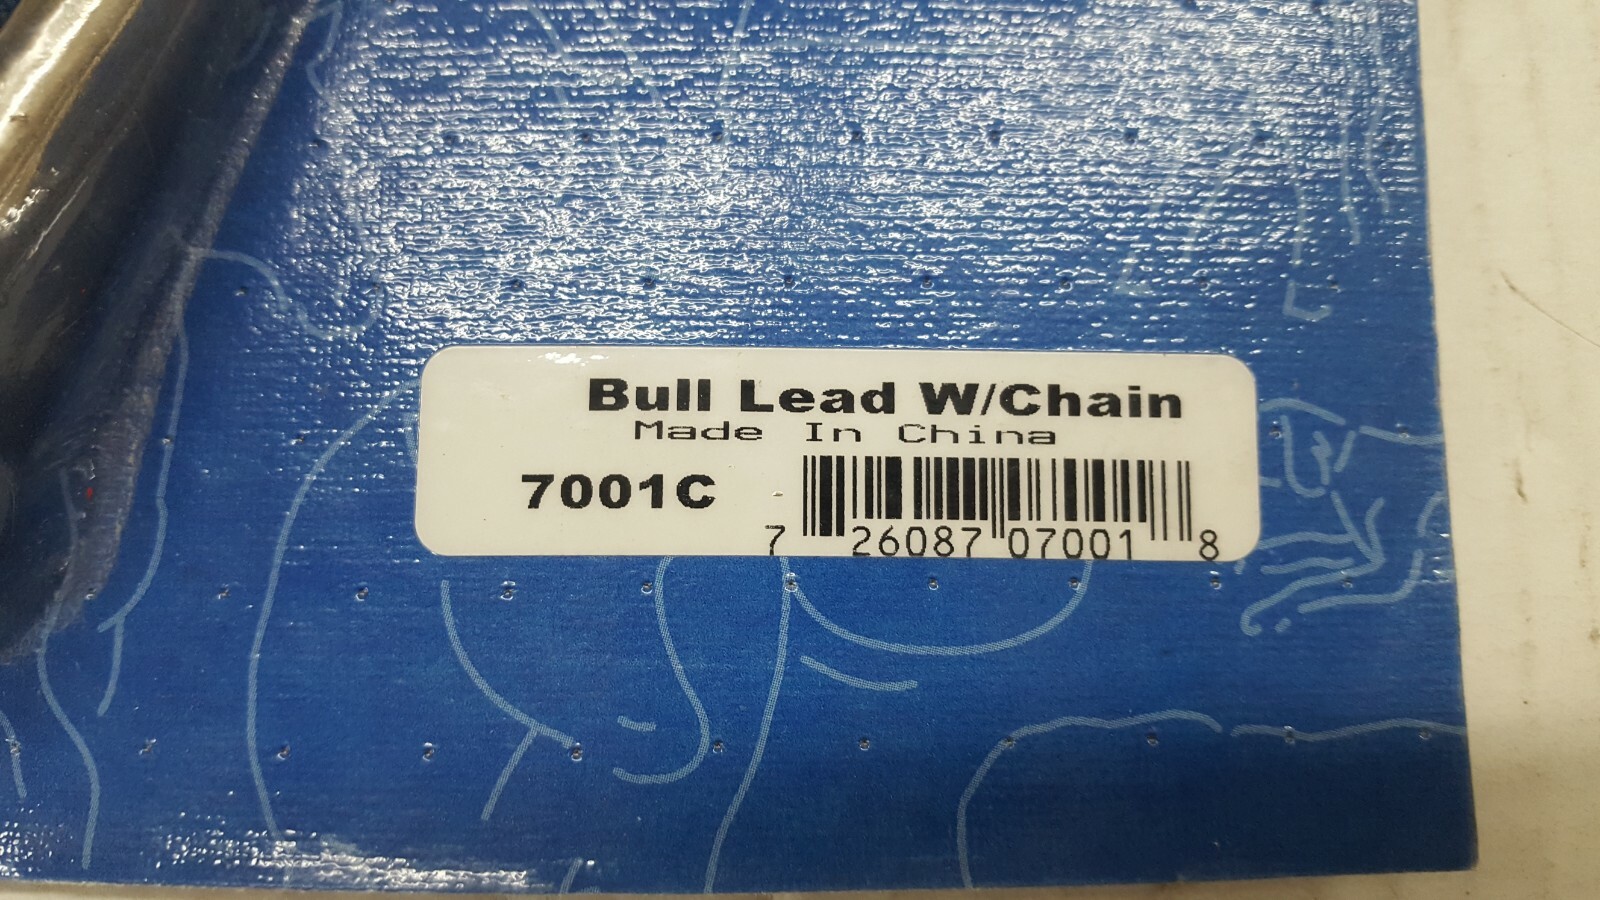 Bull Lead W/Chain
Made In China
7001C
7 26087 07001 8